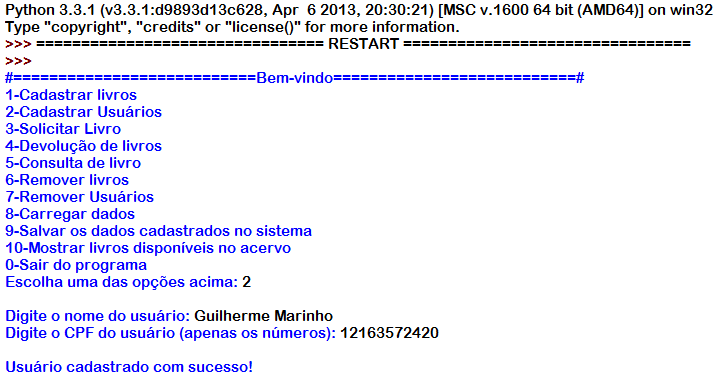 Python 3.3.1 (v3.3.1:d9893d13c628, Apr  6 2013, 20:30:21) [MSC v.1600 64 bit (AMD64)] on win32
Type "copyright", "credits" or "license()" for more information.
>>> ================================ RESTART ================================
>>>
#===========================Bem-vindo===========================#
1-Cadastrar livros
2-Cadastrar Usuários
3-Solicitar Livro
4-Devolução de livros
5-Consulta de livro
6-Remover livros
7-Remover Usuários
8-Carregar dados
9-Salvar os dados cadastrados no sistema
10-Mostrar livros disponíveis no acervo
0-Sair do programa
Escolha uma das opções acima: 2
Digite o nome do usuário: Guilherme Marinho
Digite o CPF do usuário (apenas os números): 12163572420
Usuário cadastrado com sucesso!